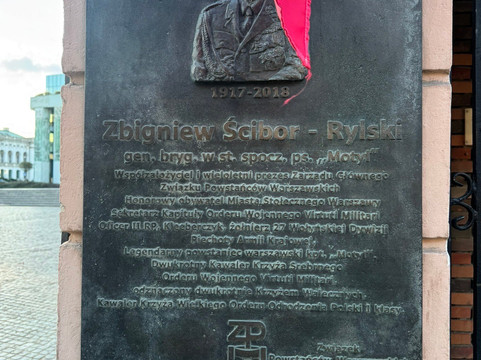 1917-2018
Zbigniew Ścibor - Rylski
gen. bryg. w st. spocz. ps. „Motyl”
Współzałożyciel i wieloletni prezes Zarządu Głównego
Związku Powstańców Warszawskich
Honorowy obywatel Miasta Stołecznego Warszawy
Sekretarz Kapituły Orderu Wojennego Virtuti Militari
Oficer II RP, Kleeberczyk, żołnierz 27 Wołyńskiej Dywizji
Piechoty Armii Krajowej.
Legendarny powstaniec warszawski kpt. „Motyl”.
Dwukrotny Kawaler Krzyża Srebrnego
Orderu Wojennego Virtuti Militari
odznaczony dwukrotnie Krzyżem Walecznych,
Kawaler Krzyża Wielkiego Orderu Odrodzenia Polski I klasy
Związek
Powstańców